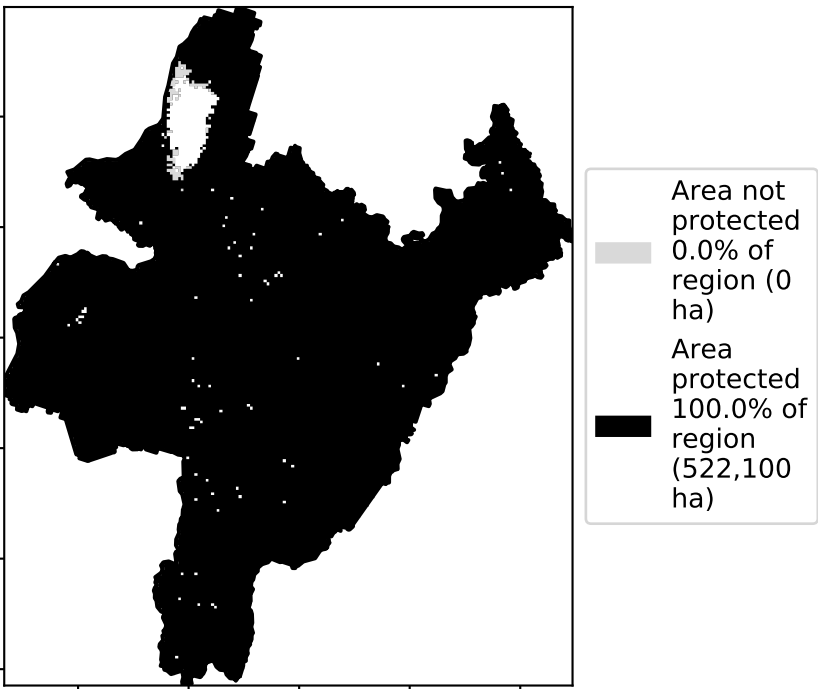 Area not
protected
0.0% of
region (0
ha)
Area
protected
100.0% of
region
(522,100
ha)